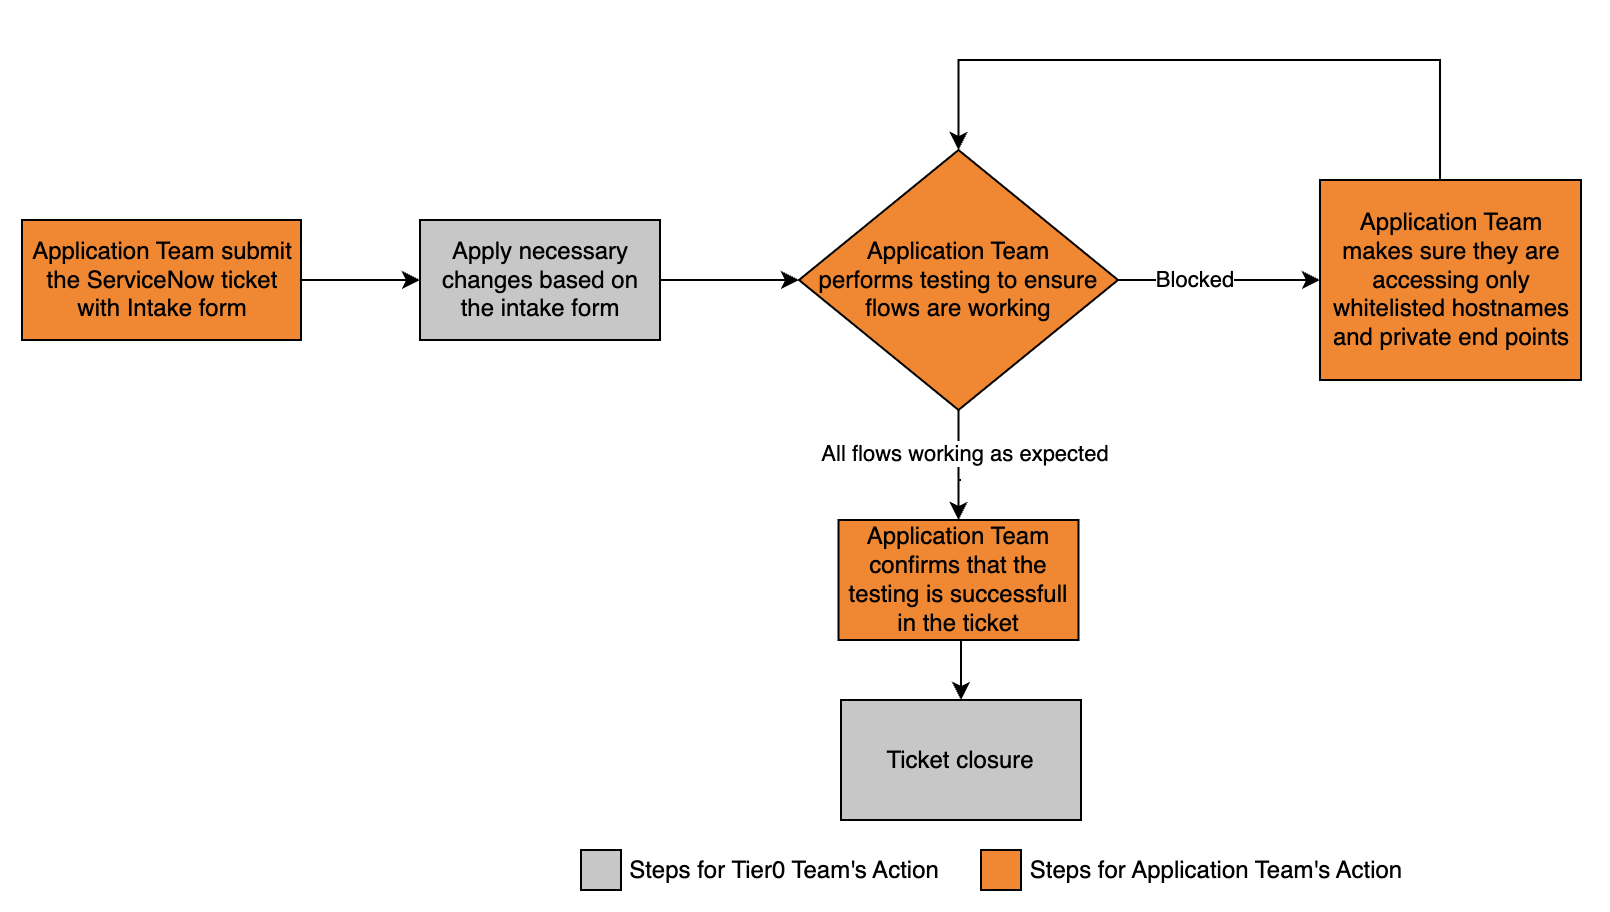 Application Team submit
the ServiceNow ticket
with Intake form
Apply necessary
changes based on
the intake form
Application Team
performs testing to ensure
flows are working
Blocked
Application Team
makes sure they are
accessing only
whitelisted hostnames
and private end points
All flows working as expected
.
Application Team
confirms that the
testing is successfull
in the ticket
Ticket closure
Steps for Tier0 Team's Action
Steps for Application Team's Action